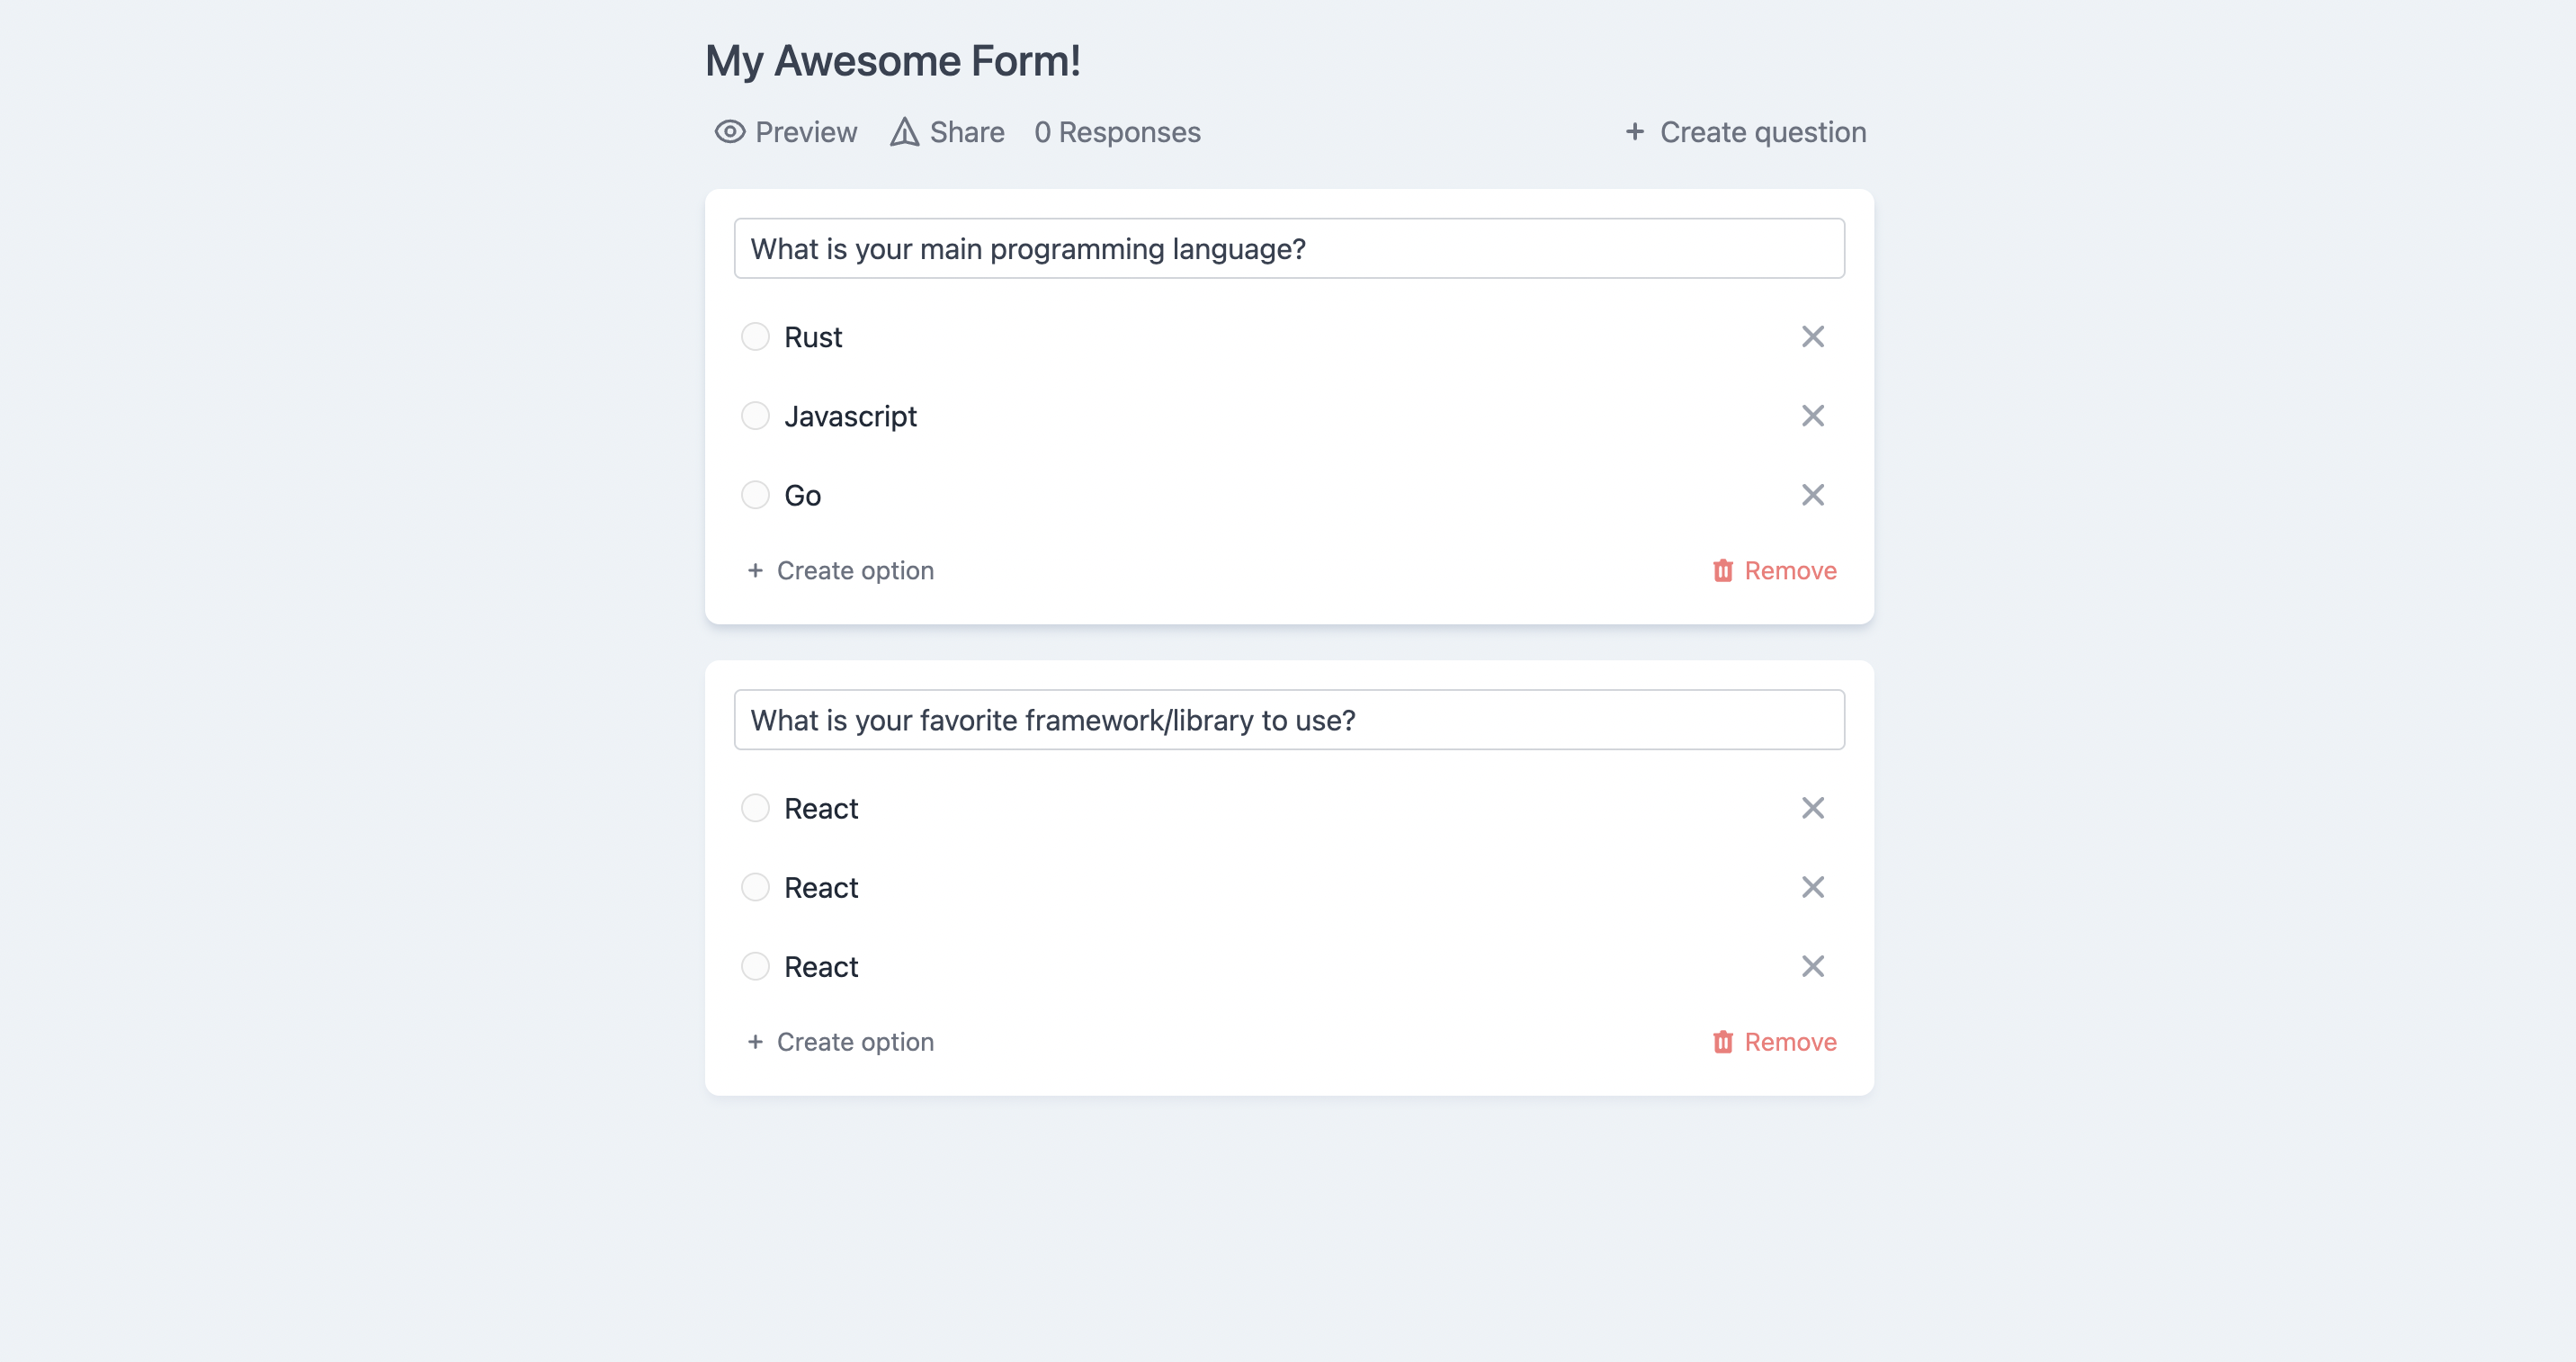 My Awesome Form!
Preview Share 0 Responses + Create question
What is your main programming language?
Rust
Javascript
Go
+ Create option Remove
What is your favorite framework/library to use?
React
React
React
+ Create option Remove